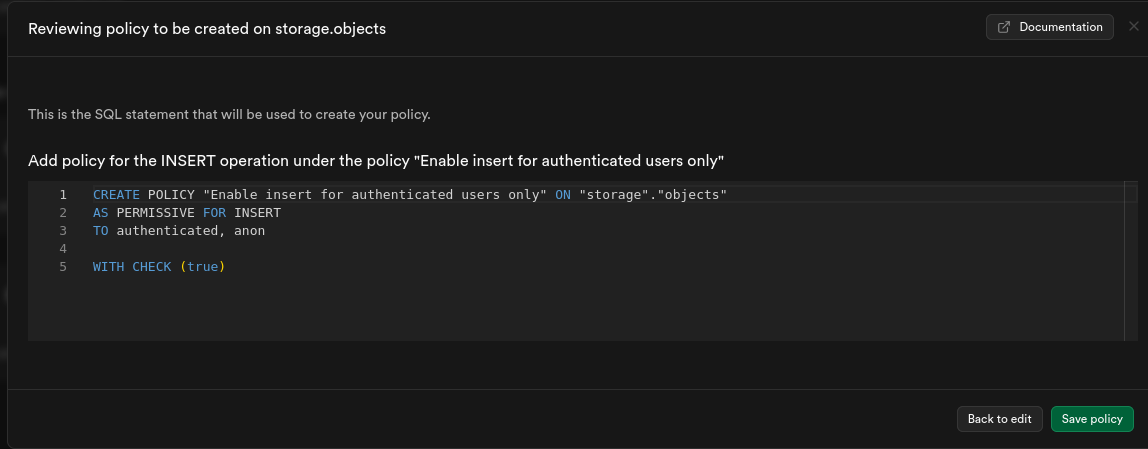 Reviewing policy to be created on storage.objects
Documentation
This is the SQL statement that will be used to create your policy.
Add policy for the INSERT operation under the policy "Enable insert for authenticated users only"
1 CREATE POLICY "Enable insert for authenticated users only" ON "storage"."objects"
2 AS PERMISSIVE FOR INSERT
3 TO authenticated, anon
4
5 WITH CHECK (true)
Back to edit
Save policy